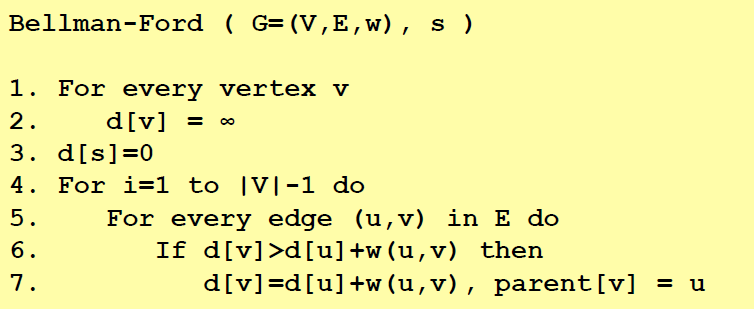 Bellman-Ford ( G=(V,E,w), s )
1. For every vertex v
2.    d[v] = ∞
3. d[s]=0
4. For i=1 to |V|-1 do
5.    For every edge (u,v) in E do
6.       If d[v]>d[u]+w(u,v) then
7.          d[v]=d[u]+w(u,v), parent[v] = u